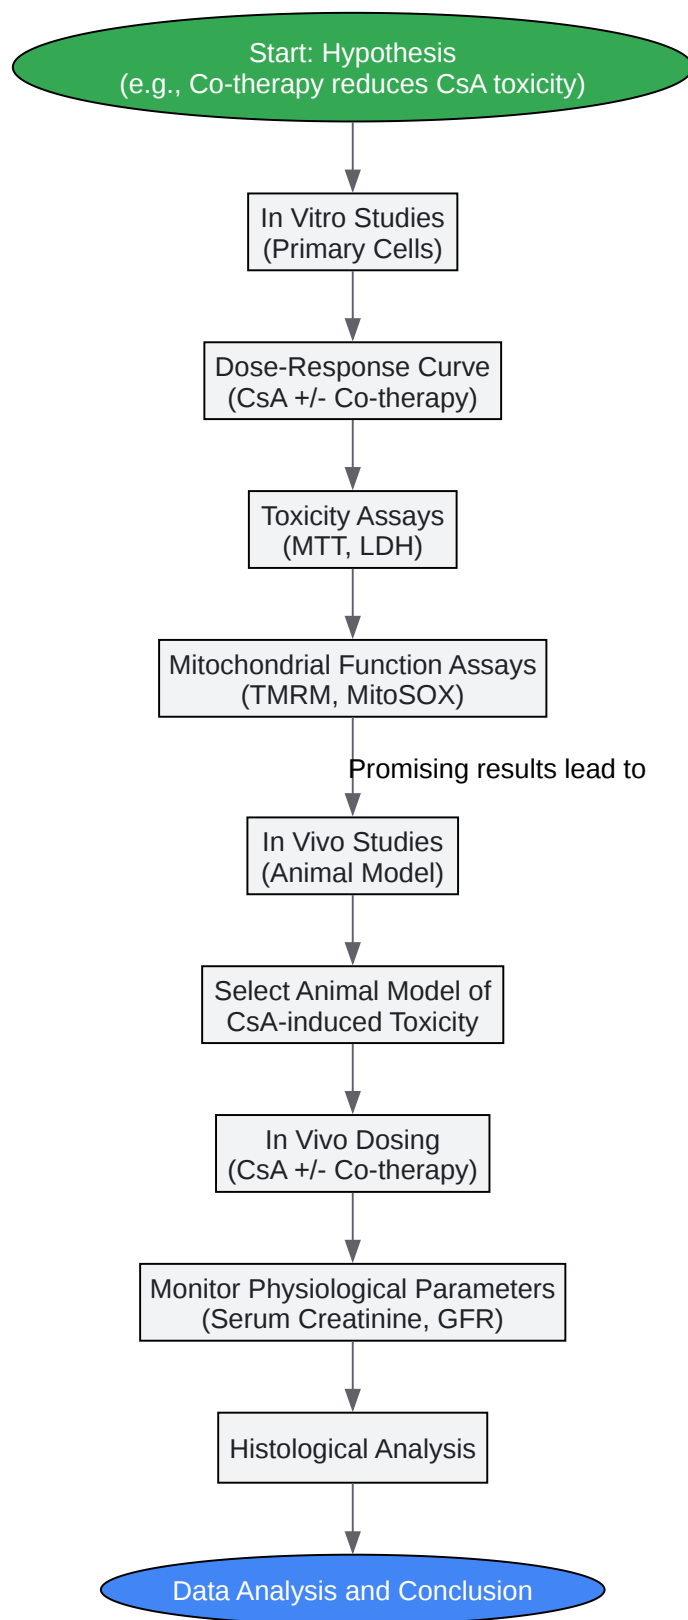 Start: Hypothesis
(e.g., Co-therapy reduces CsA toxicity)
In Vitro Studies
(Primary Cells)
Dose-Response Curve
(CsA +/- Co-therapy)
Toxicity Assays
(MTT, LDH)
Mitochondrial Function Assays
(TMRM, MitoSOX)
Promising results lead to
In Vivo Studies
(Animal Model)
Select Animal Model of
CsA-induced Toxicity
In Vivo Dosing
(CsA +/- Co-therapy)
Monitor Physiological Parameters
(Serum Creatinine, GFR)
Histological Analysis
Data Analysis and Conclusion